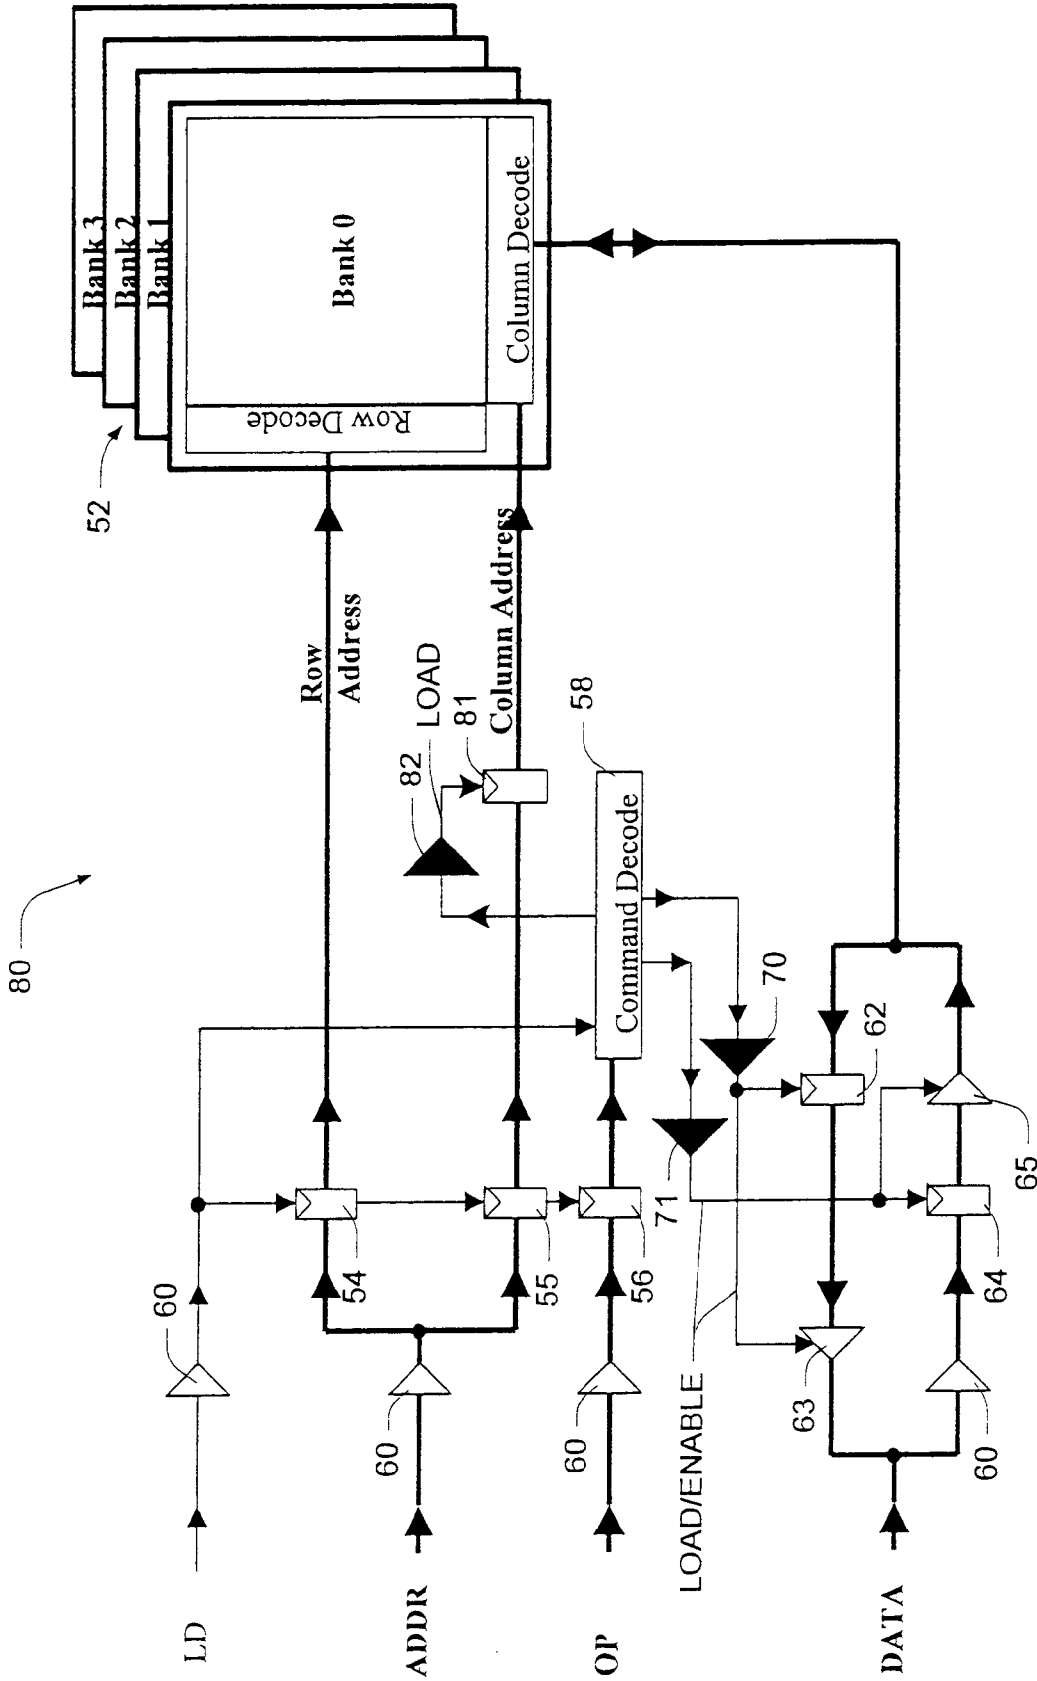 80
52
Bank 3
Bank 2
Bank 1
Bank 0
Row Decode
Column Decode
Row
Address
Column Address
LOAD
82
81
58
Command Decode
LD
60
54
ADDR
60
55
OP
60
56
71
70
LOAD/ENABLE
62
63
65
64
DATA
60